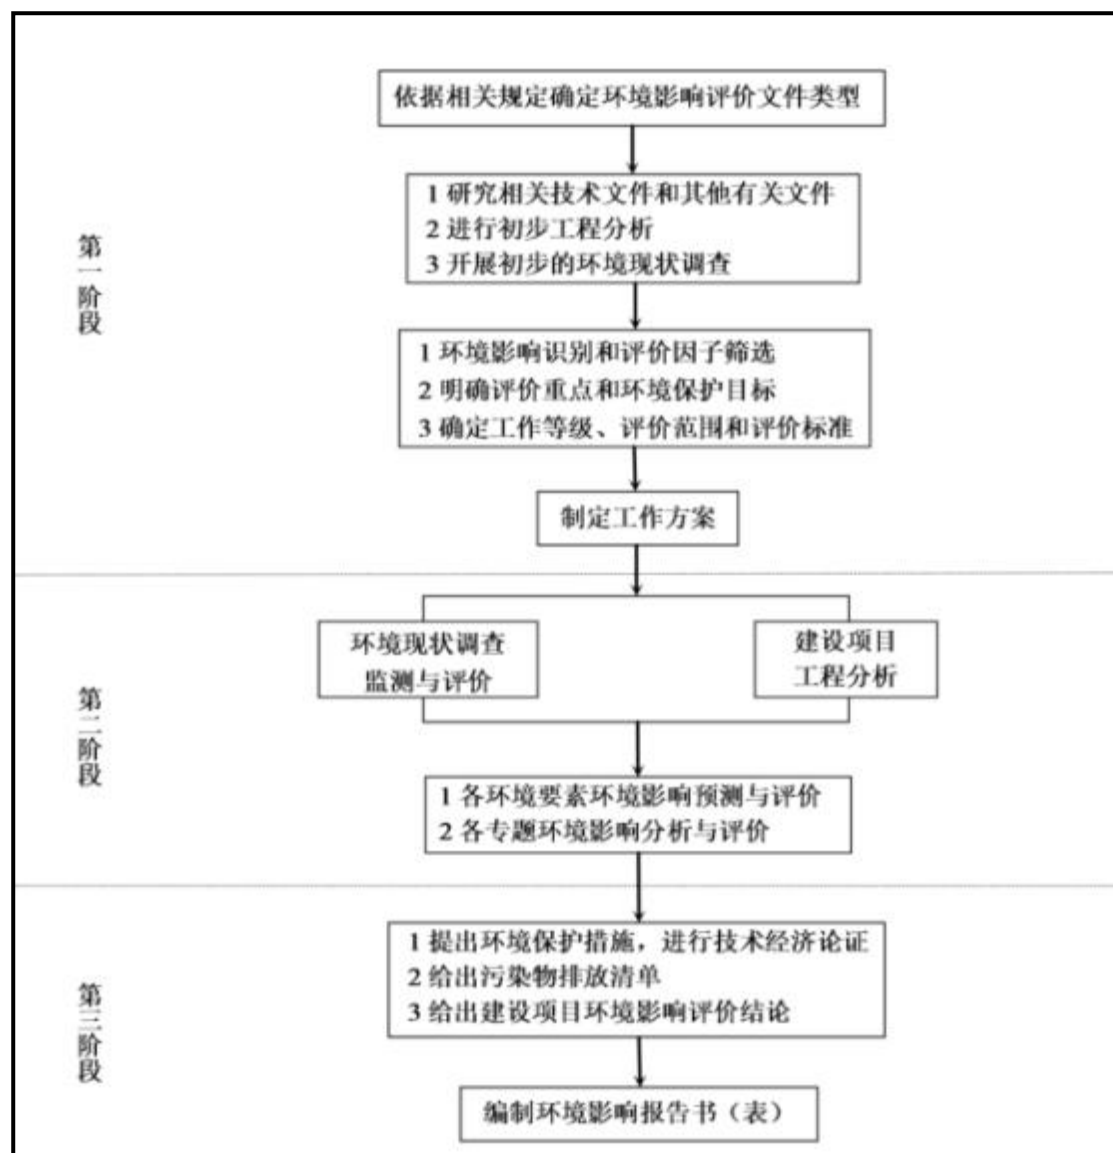 依据相关规定确定环境影响评价文件类型
1 研究相关技术文件和其他有关文件
2 进行初步工程分析
3 开展初步的环境现状调查
第一阶段
1 环境影响识别和评价因子筛选
2 明确评价重点和环境保护目标
3 确定工作等级、评价范围和评价标准
制定工作方案
环境现状调查
监测与评价
建设项目
工程分析
第二阶段
1 各环境要素环境影响预测与评价
2 各专题环境影响分析与评价
1 提出环境保护措施，进行技术经济论证
2 给出污染物排放清单
3 给出建设项目环境影响评价结论
第三阶段
编制环境影响报告书（表）